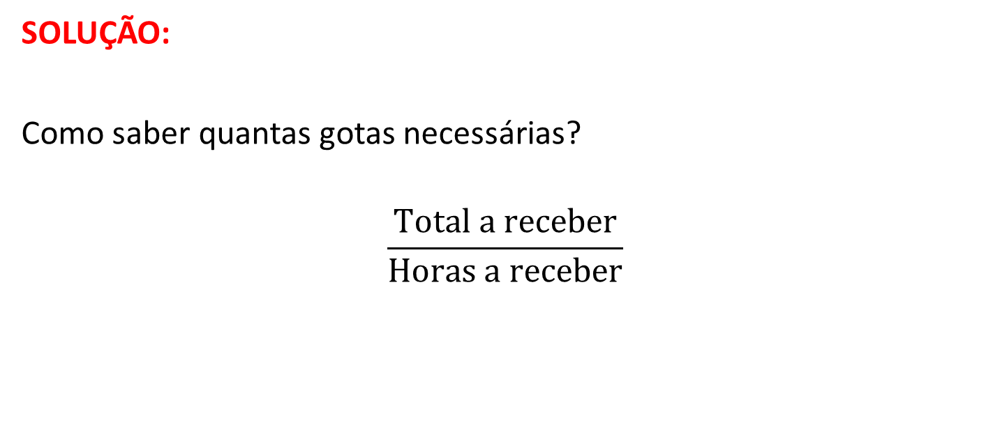 SOLUÇÃO:
Como saber quantas gotas necessárias?
Total a receber
Horas a receber